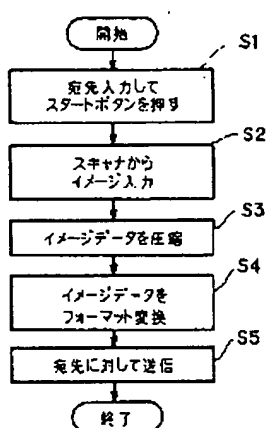 開始
S1
宛先入力して
スタートボタンを押す
S2
スキャナから
イメージ入力
S3
イメージデータを圧縮
S4
イメージデータを
フォーマット変換
S5
宛先に対して送信
終了